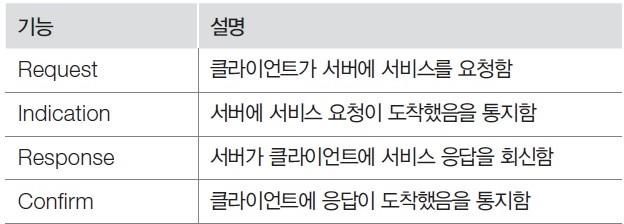 기능 설명
Request 클라이언트가 서버에 서비스를 요청함
Indication 서버에 서비스 요청이 도착했음을 통지함
Response 서버가 클라이언트에 서비스 응답을 회신함
Confirm 클라이언트에 응답이 도착했음을 통지함